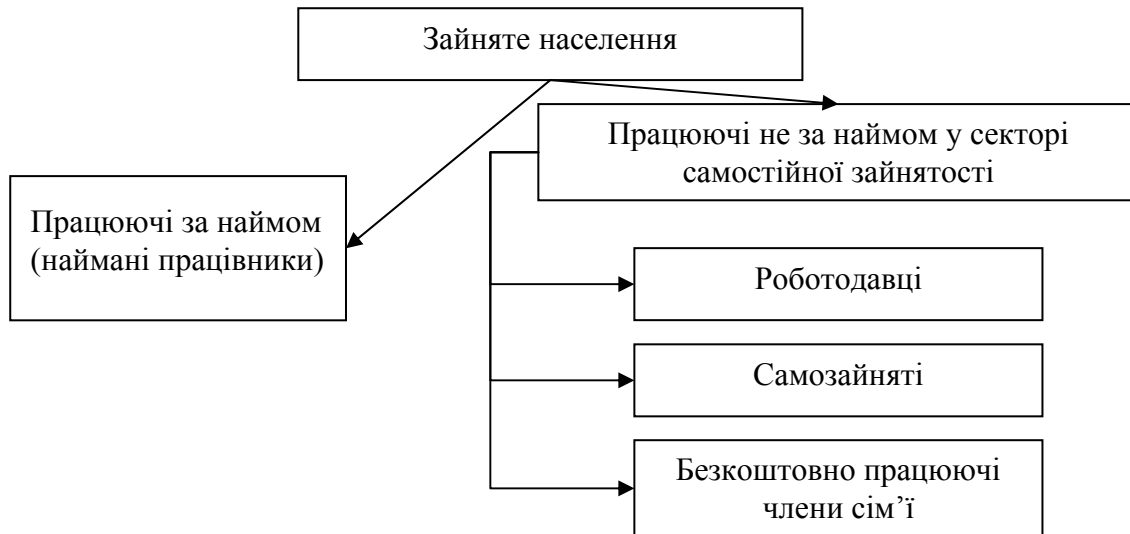 Зайняте населення
Працюючі не за наймом у секторі
самостійної зайнятості
Працюючі за наймом
(наймані працівники)
Роботодавці
Самозайняті
Безкоштовно працюючі
члени сім’ї